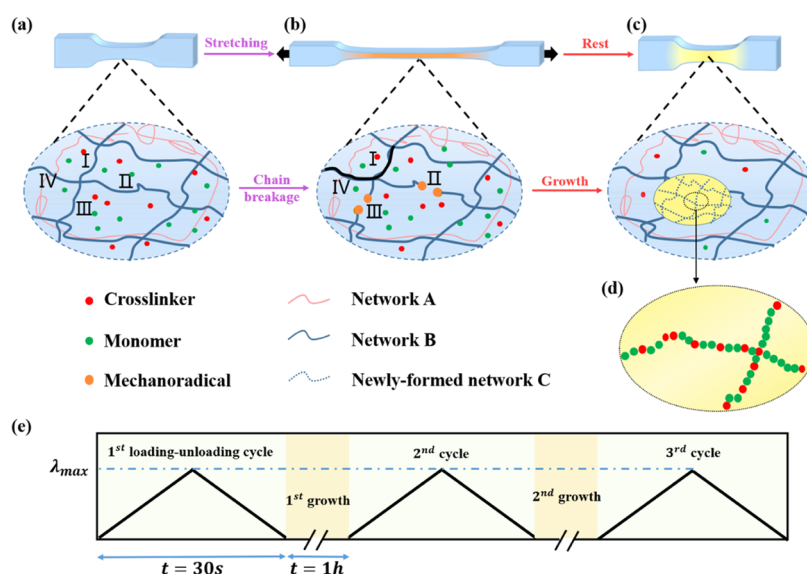 (a)
Stretching
(b)
Rest
(c)
I
II
III
IV
Chain
breakage
I
II
III
IV
Growth
Crosslinker
Monomer
Mechanoradical
Network A
Network B
Newly-formed network C
(d)
(e)
λmax
1st loading-unloading cycle
1st growth
2nd cycle
2nd growth
3rd cycle
t = 30s
t = 1h